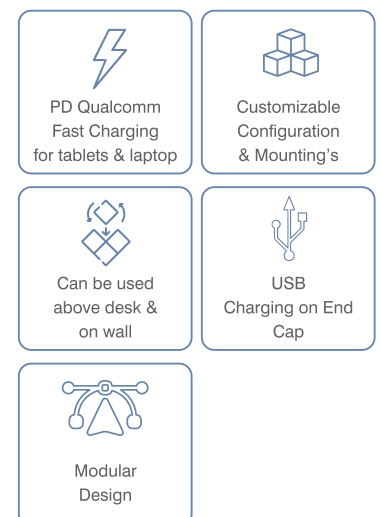 PD Qualcomm
Fast Charging
for tablets & laptop
Customizable
Configuration
& Mounting's
Can be used
above desk &
on wall
USB
Charging on End
Cap
Modular
Design